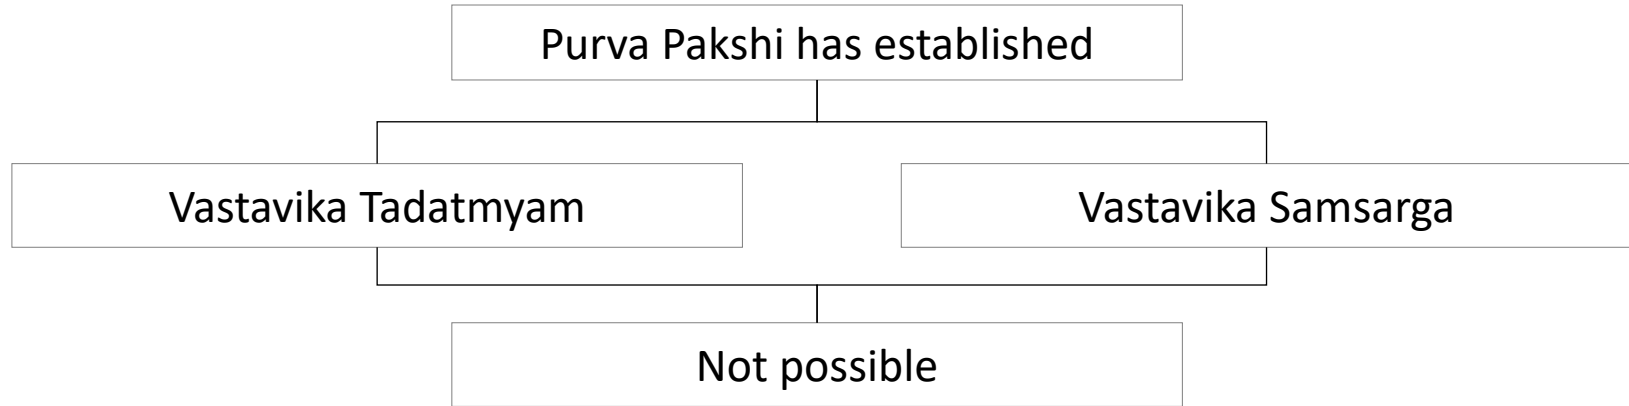 Purva Pakshi has established
Vastavika Tadatmyam
Vastavika Samsarga
Not possible